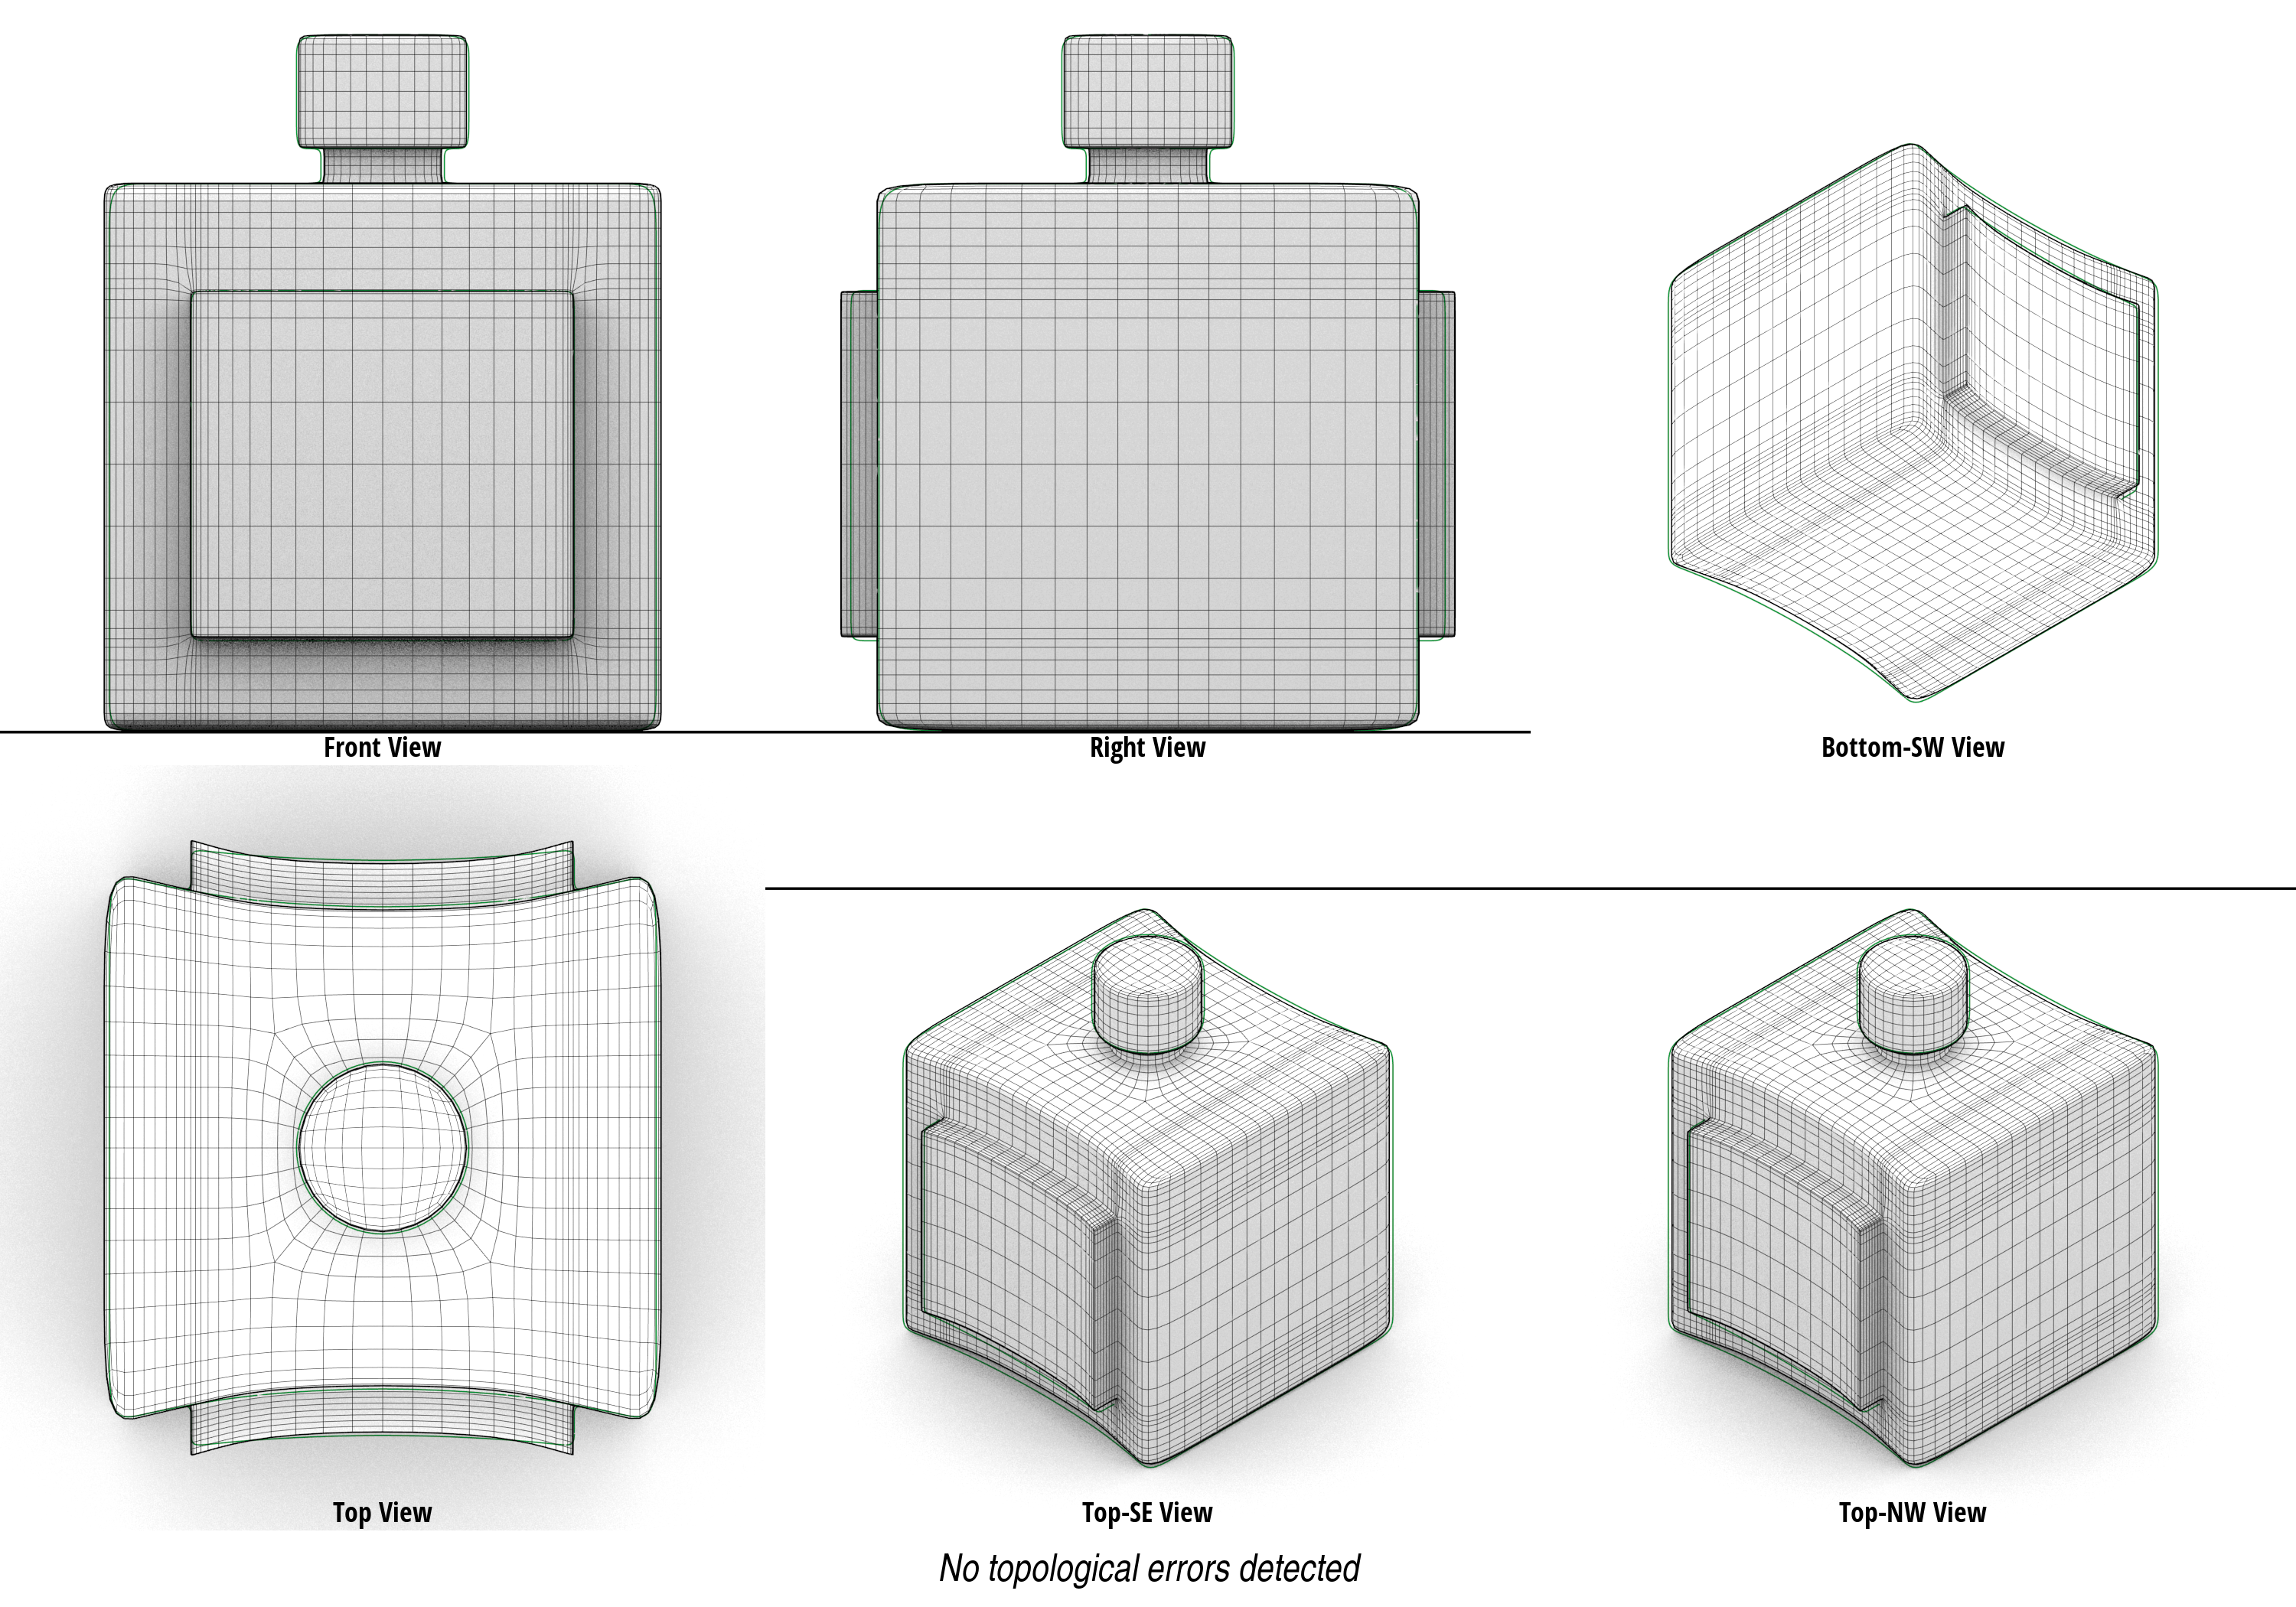 Front View
Right View
Bottom-SW View
Top View
Top-SE View
Top-NW View
No topological errors detected